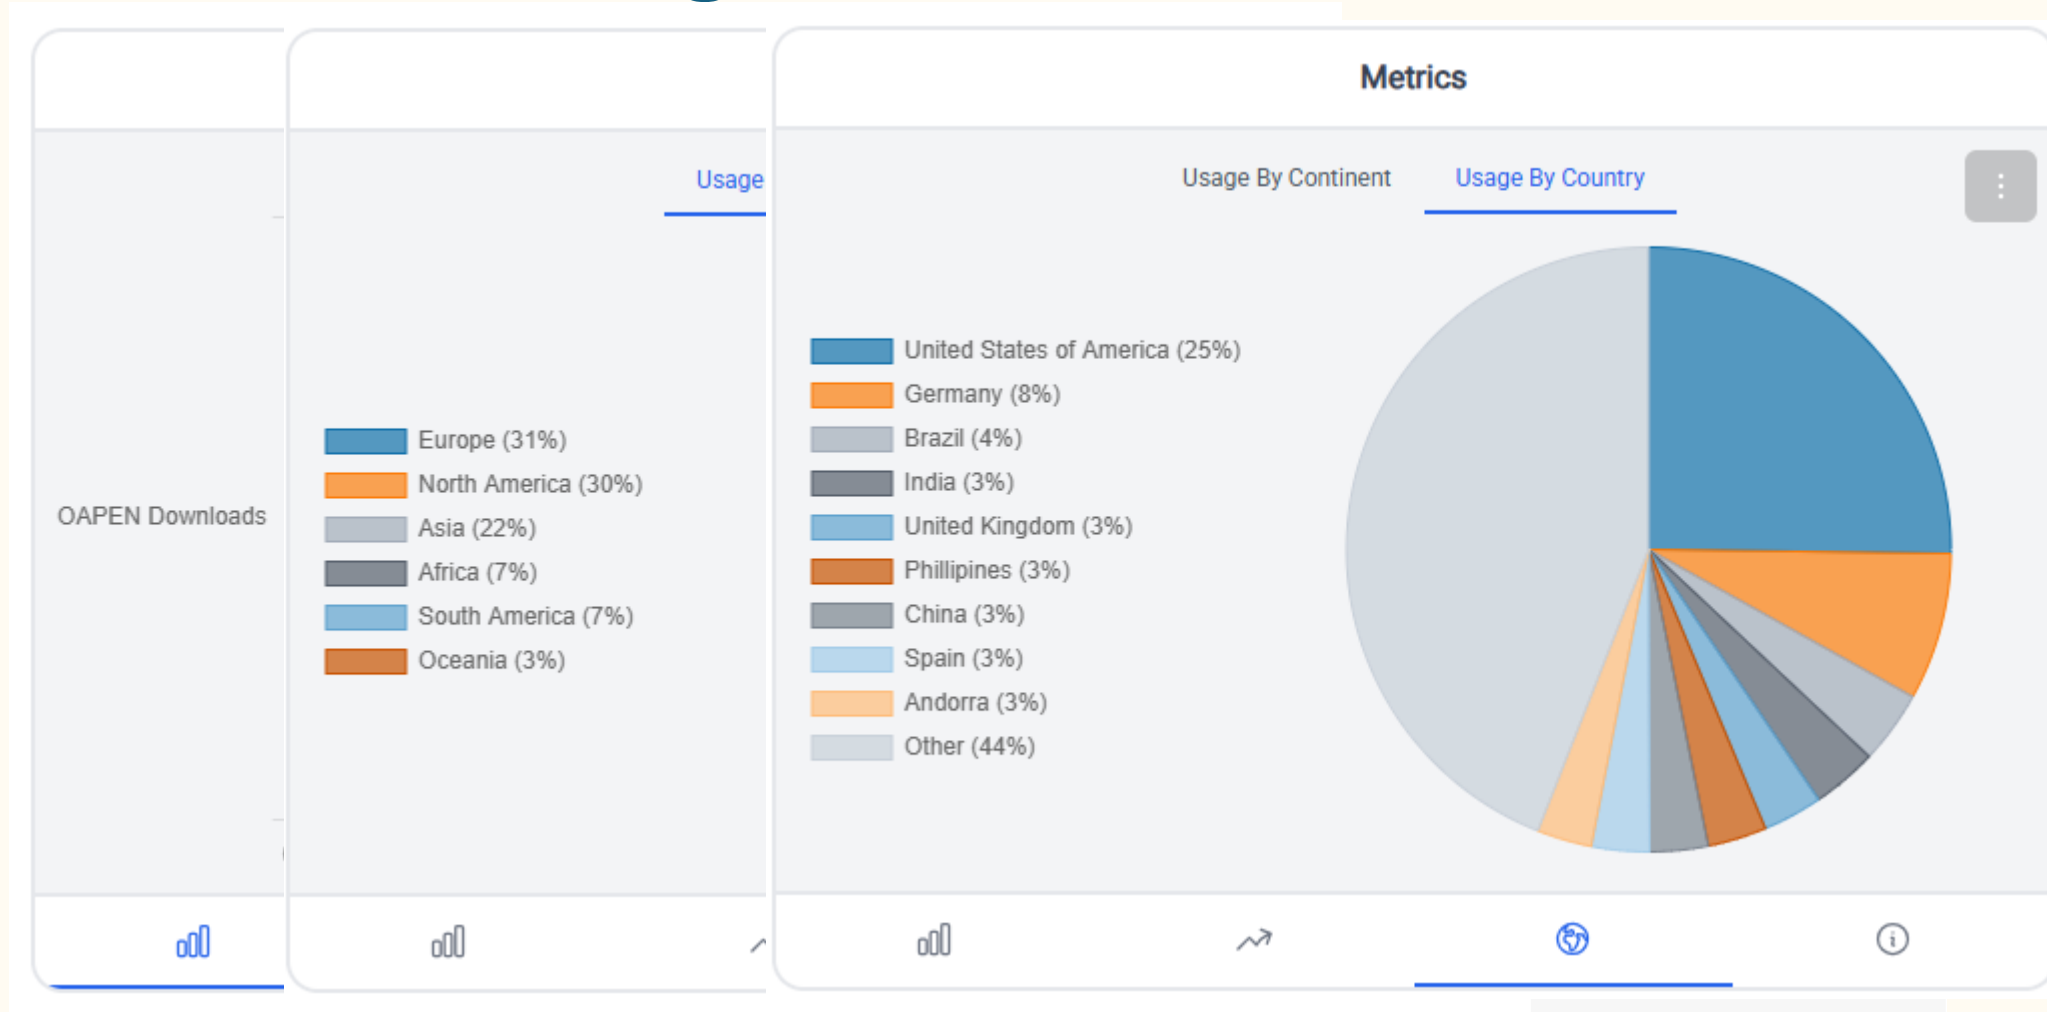 OAPEN Downloads
Usage
Europe (31%)
North America (30%)
Asia (22%)
Africa (7%)
South America (7%)
Oceania (3%)
Metrics
Usage By Continent Usage By Country
United States of America (25%)
Germany (8%)
Brazil (4%)
India (3%)
United Kingdom (3%)
Phillipines (3%)
China (3%)
Spain (3%)
Andorra (3%)
Other (44%)